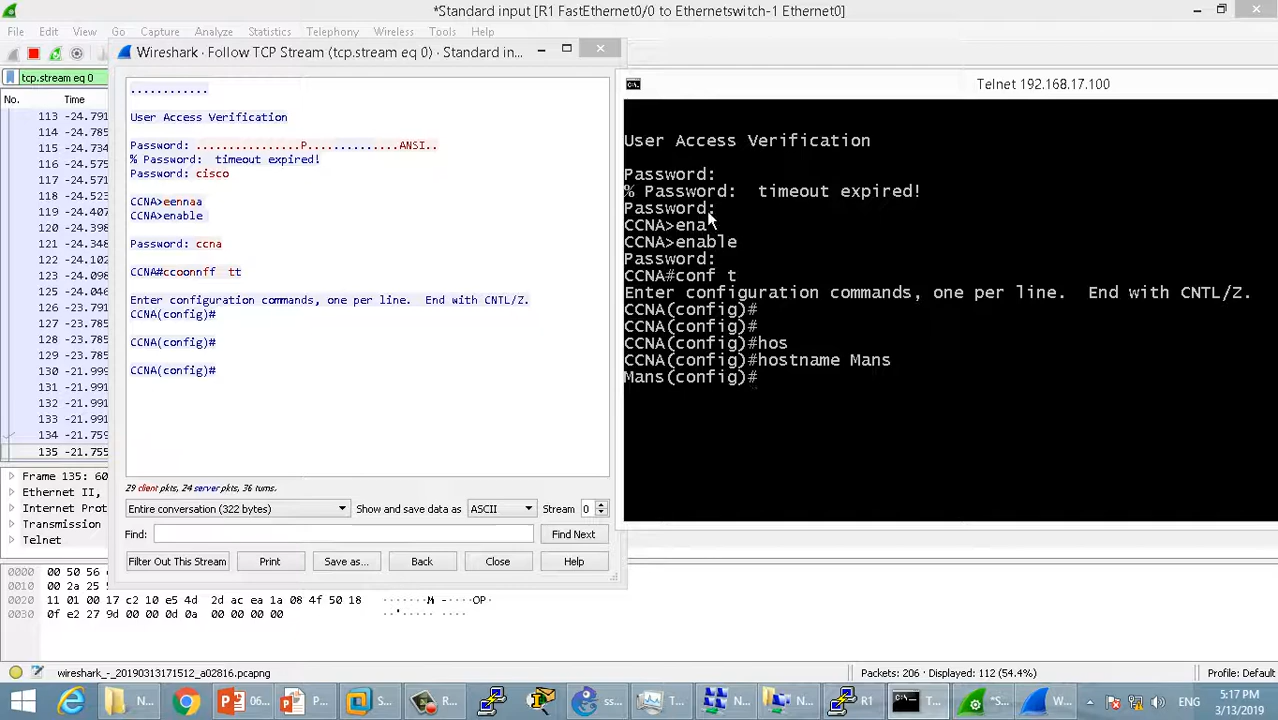 *Standard input [R1 FastEthernet0/0 to Ethernetswitch-1 Ethernet0]
File Edit View Go Capture Analyze Statistics Telephony Wireless Tools Help
tcp.stream eq 0
No. Time
113 -24.791
114 -24.785
115 -24.734
116 -24.575
117 -24.575
118 -24.523
119 -24.407
120 -24.348
121 -24.243
122 -24.102
123 -24.098
124 -24.046
125 -23.991
126 -23.991
127 -23.785
128 -23.785
130 -22.999
131 -21.991
132 -21.991
133 -21.991
134 -21.759
135 -21.755
Frame 135: 60
Ethernet II,
Internet Prot
Transmission
Telnet
Wireshark · Follow TCP Stream (tcp.stream eq 0) · Standard in...
............
User Access Verification
Password: ................P.............ANSI..
% Password:  timeout expired!
Password: cisco
CCNA>eennaa
CCNA>enable
Password: ccna
CCNA#ccoonnff  tt
Enter configuration commands, one per line.  End with CNTL/Z.
CCNA(config)#
CCNA(config)#
CCNA(config)#
29 client pkts, 24 server pkts, 36 turns.
Entire conversation (322 bytes) Show and save data as ASCII Stream 0
Find: Find Next
Filter Out This Stream Print Save as... Back Close Help
Telnet 192.168.17.100
User Access Verification
Password:
% Password:  timeout expired!
Password:
CCNA>ena
CCNA>enable
Password:
CCNA#conf t
Enter configuration commands, one per line.  End with CNTL/Z.
CCNA(config)#
CCNA(config)#
CCNA(config)#hos
CCNA(config)#hostname Mans
Mans(config)#
0000 00 50 56
0010 00 2a 25
0020 11 01 00 17 c2 10 e5 4d 2d ac ea 1a 08 4f 50 18
0030 0f e2 27 9d 00 00 0d 0a 00 00 00 00
wireshark_-_20190313171512_a02816.pcapng
Packets: 206 · Displayed: 112 (54.4%)
Profile: Default
N... 06... P... S... R... ss... T... N... N... R1 T... *S... W...
ENG
5:17 PM
3/13/2019